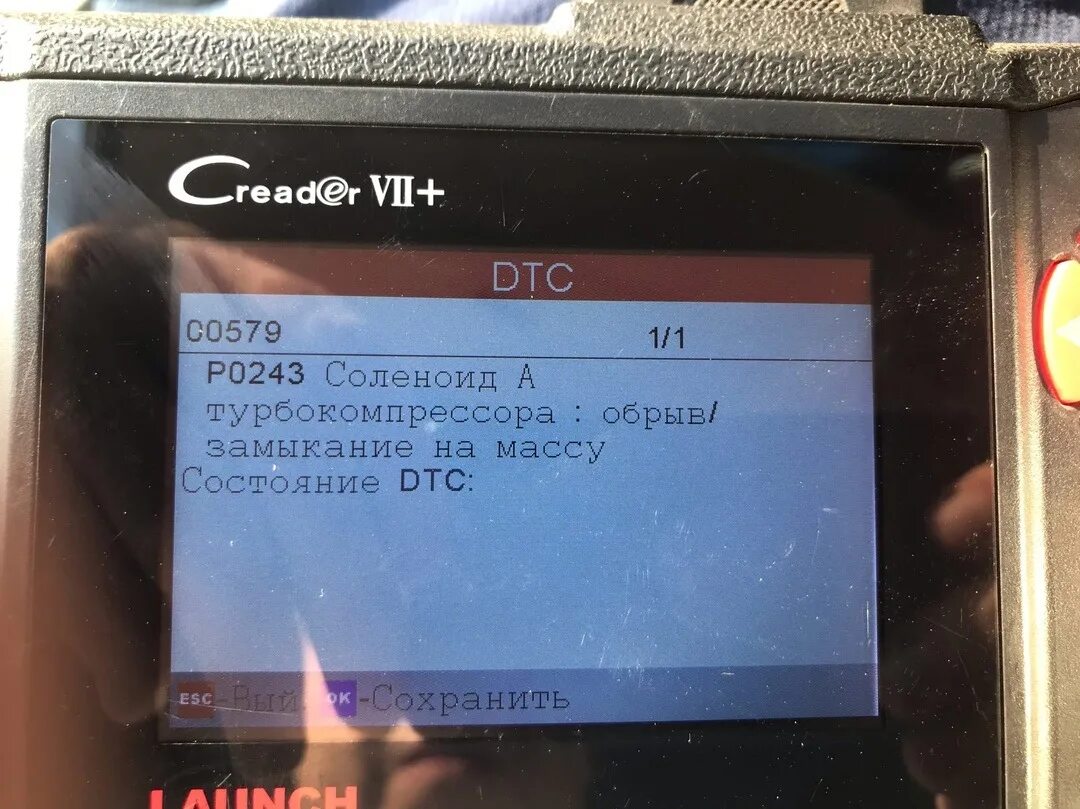 Creader VII+
DTC
00579 1/1
P0243 Соленоид А
турбокомпрессора : обрыв/
замыкание на массу
Состояние DTC:
ESC-Вый OK-Сохранить
LAUNCH